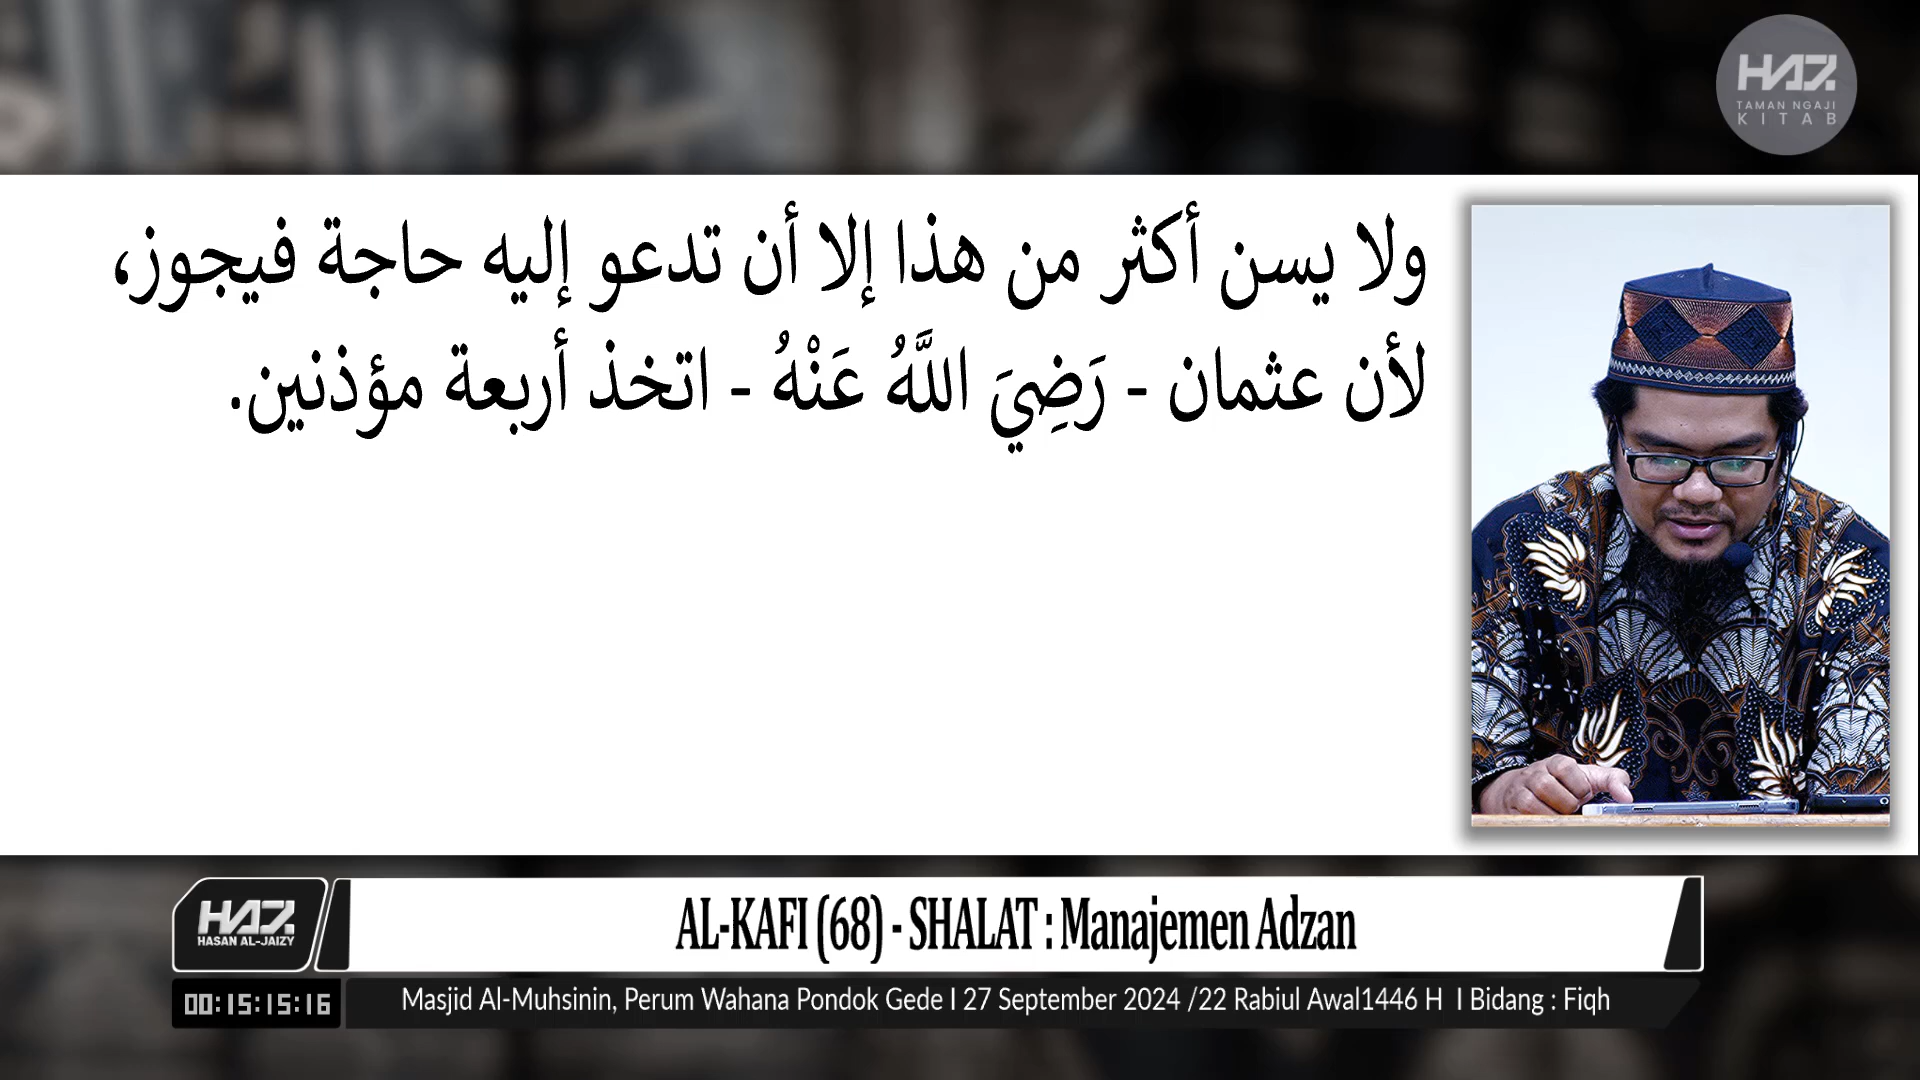 HAZ
TAMAN NGAJI
KITAB
ولا يسن أكثر من هذا إلا أن تدعو إليه حاجة فيجوز،
لأن عثمان - رَضِيَ اللَّهُ عَنْهُ - اتخذ أربعة مؤذنين.
HAZ
HASAN AL-JAIZY
AL-KAFI (68) - SHALAT : Manajemen Adzan
00:15:15:16
Masjid Al-Muhsinin, Perum Wahana Pondok Gede I 27 September 2024 /22 Rabiul Awal1446 H I Bidang : Fiqh